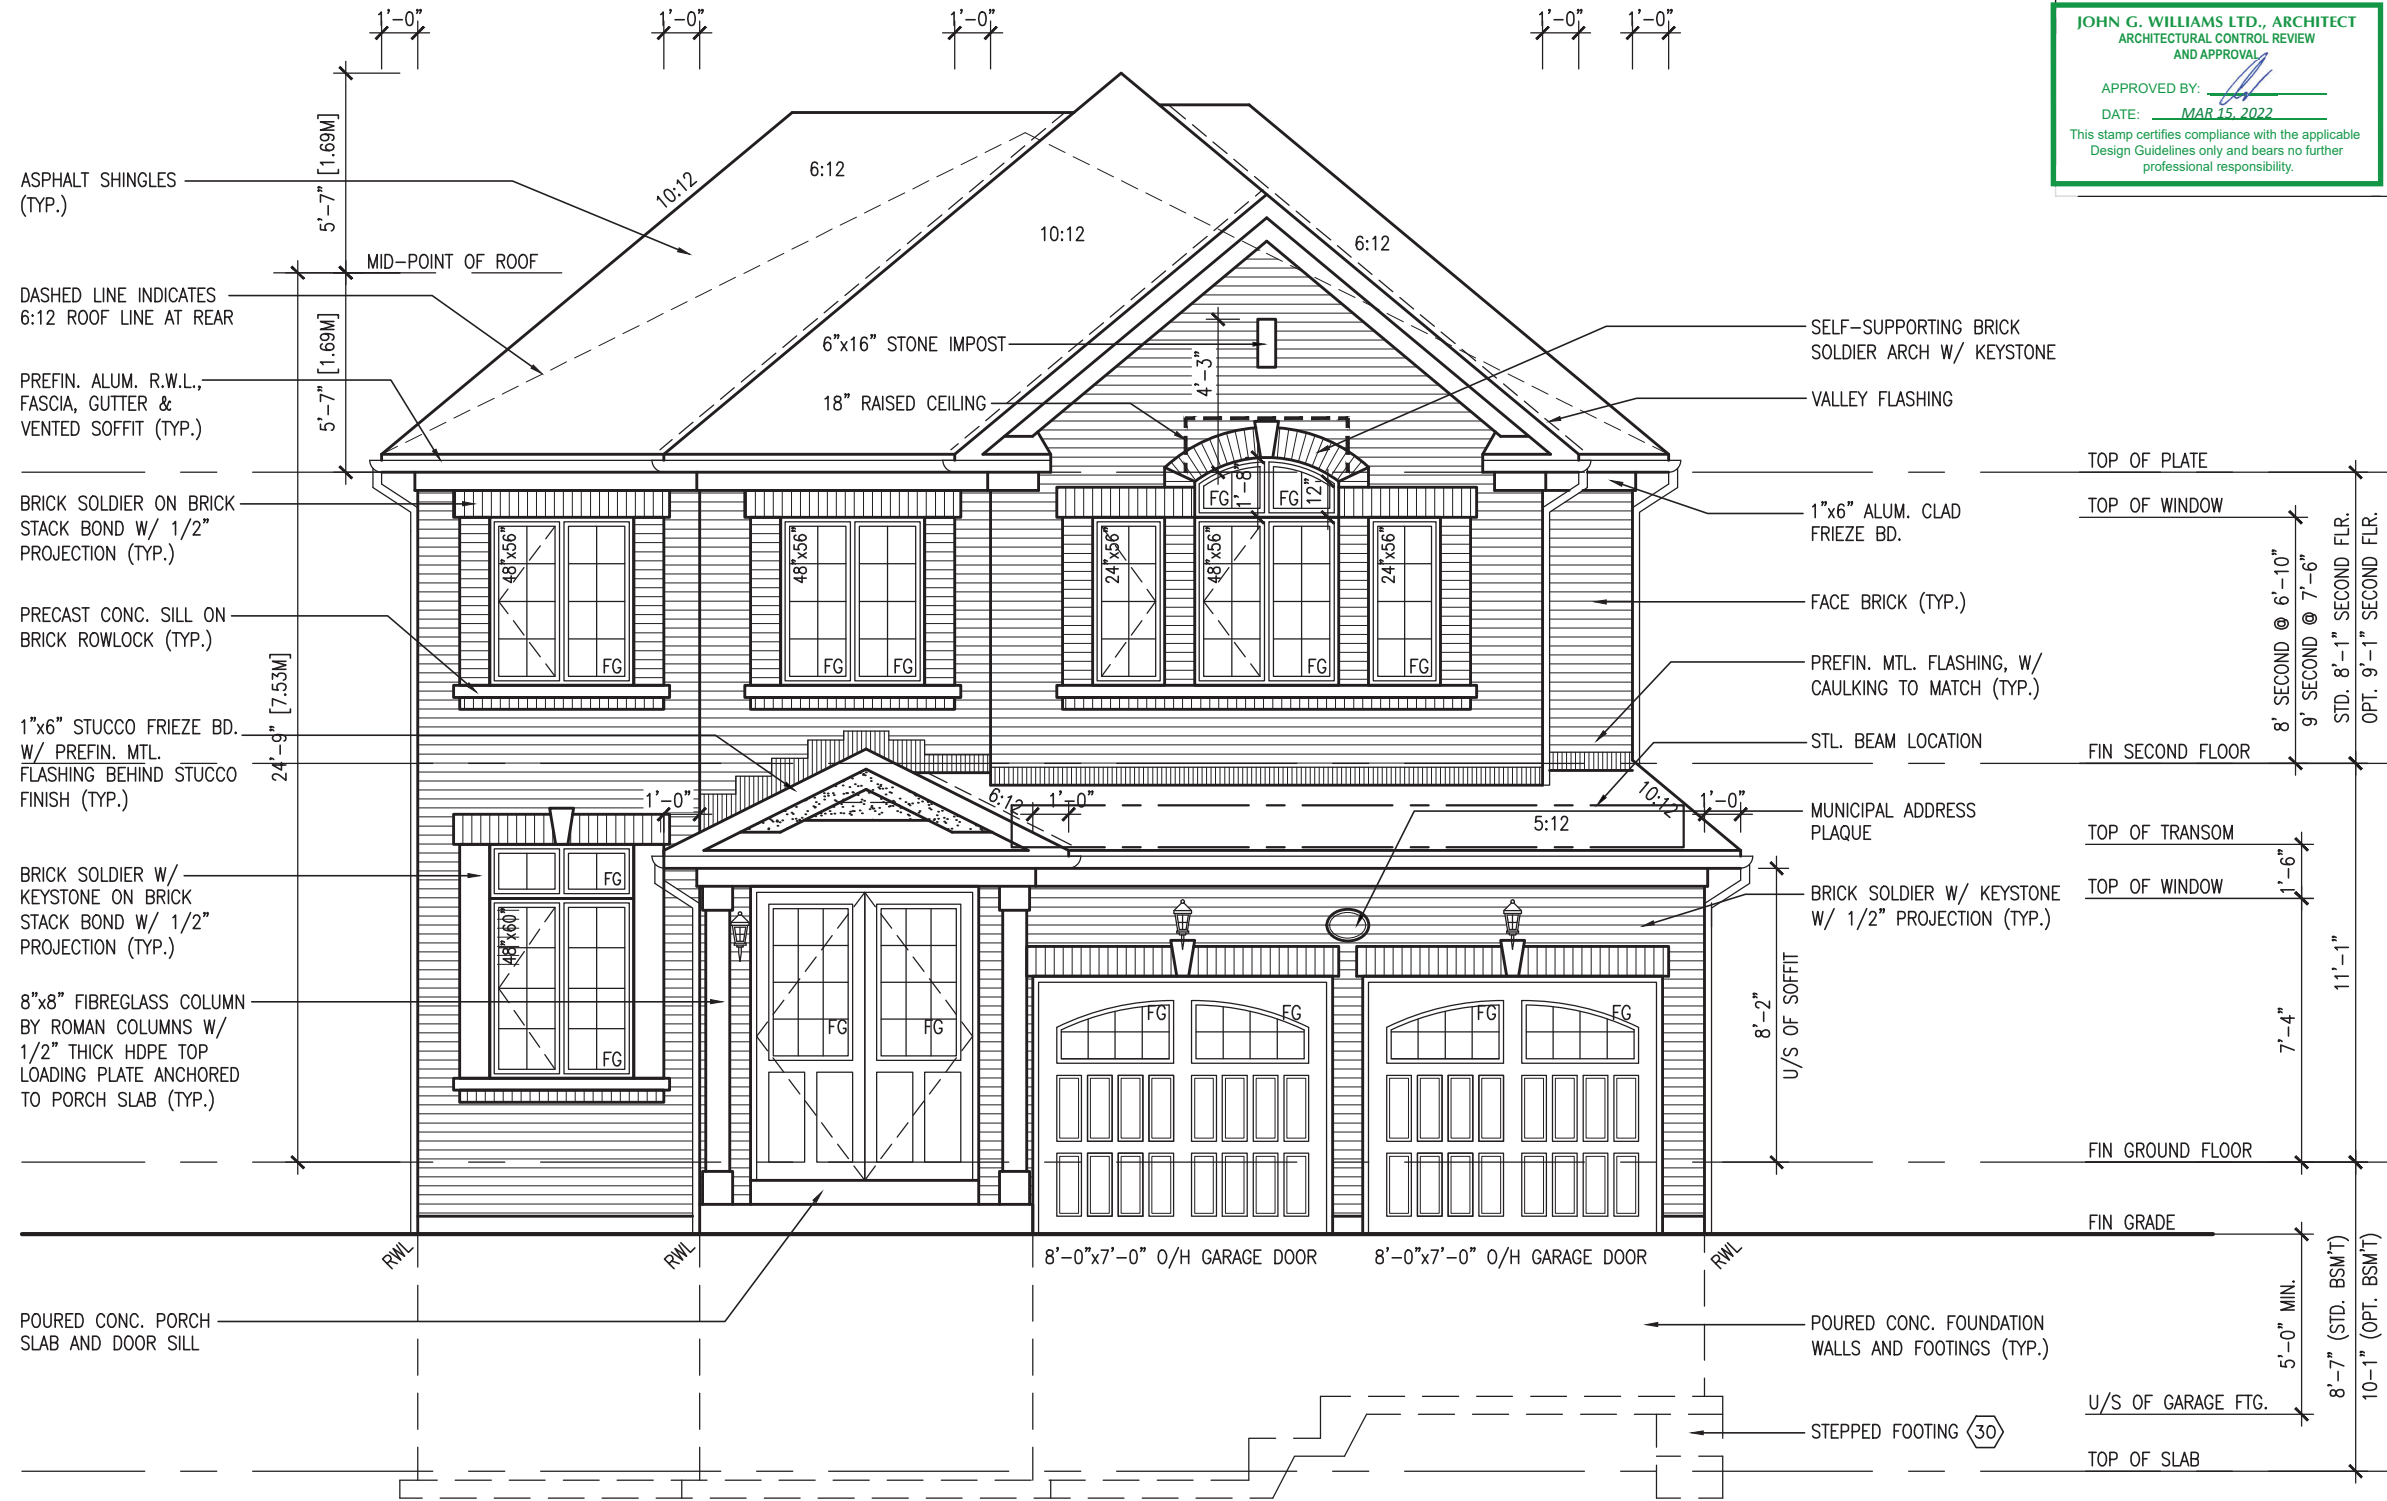 1'-0"
1'-0"
1'-0"
1'-0"
1'-0"
JOHN G. WILLIAMS LTD., ARCHITECT
ARCHITECTURAL CONTROL REVIEW
AND APPROVAL
APPROVED BY:
DATE: MAR 15, 2022
This stamp certifies compliance with the applicable
Design Guidelines only and bears no further
professional responsibility.
ASPHALT SHINGLES
(TYP.)
DASHED LINE INDICATES
6:12 ROOF LINE AT REAR
PREFIN. ALUM. R.W.L.,
FASCIA, GUTTER &
VENTED SOFFIT (TYP.)
BRICK SOLDIER ON BRICK
STACK BOND W/ 1/2"
PROJECTION (TYP.)
PRECAST CONC. SILL ON
BRICK ROWLOCK (TYP.)
1"x6" STUCCO FRIEZE BD.
W/ PREFIN. MTL.
FLASHING BEHIND STUCCO
FINISH (TYP.)
BRICK SOLDIER W/
KEYSTONE ON BRICK
STACK BOND W/ 1/2"
PROJECTION (TYP.)
8"x8" FIBREGLASS COLUMN
BY ROMAN COLUMNS W/
1/2" THICK HDPE TOP
LOADING PLATE ANCHORED
TO PORCH SLAB (TYP.)
POURED CONC. PORCH
SLAB AND DOOR SILL
5'-7" [1.69M]
5'-7" [1.69M]
24'-9" [7.53M]
MID-POINT OF ROOF
10:12
6:12
10:12
6:12
6"x16" STONE IMPOST
4'-3"
18" RAISED CEILING
FG
1'-8"
FG
12"
48"x56"
FG
48"x56"
FG
FG
24"x56"
48"x56"
FG
24"x56"
FG
1'-0"
6:12
1'-0"
5:12
10:12
1'-0"
FG
48"x60"
FG
FG
FG
FG
FG
FG
FG
8'-2"
U/S OF SOFFIT
RWL
RWL
8'-0"x7'-0" O/H GARAGE DOOR
8'-0"x7'-0" O/H GARAGE DOOR
RWL
SELF-SUPPORTING BRICK
SOLDIER ARCH W/ KEYSTONE
VALLEY FLASHING
1"x6" ALUM. CLAD
FRIEZE BD.
FACE BRICK (TYP.)
PREFIN. MTL. FLASHING, W/
CAULKING TO MATCH (TYP.)
STL. BEAM LOCATION
MUNICIPAL ADDRESS
PLAQUE
BRICK SOLDIER W/ KEYSTONE
W/ 1/2" PROJECTION (TYP.)
POURED CONC. FOUNDATION
WALLS AND FOOTINGS (TYP.)
STEPPED FOOTING 30
TOP OF PLATE
TOP OF WINDOW
FIN SECOND FLOOR
TOP OF TRANSOM
TOP OF WINDOW
FIN GROUND FLOOR
FIN GRADE
U/S OF GARAGE FTG.
TOP OF SLAB
8' SECOND @ 6'-10"
9' SECOND @ 7'-6"
STD. 8'-1" SECOND FLR.
OPT. 9'-1" SECOND FLR.
1'-6"
11'-1"
7'-4"
5'-0" MIN.
8'-7" (STD. BSM'T)
10-1" (OPT. BSM'T)